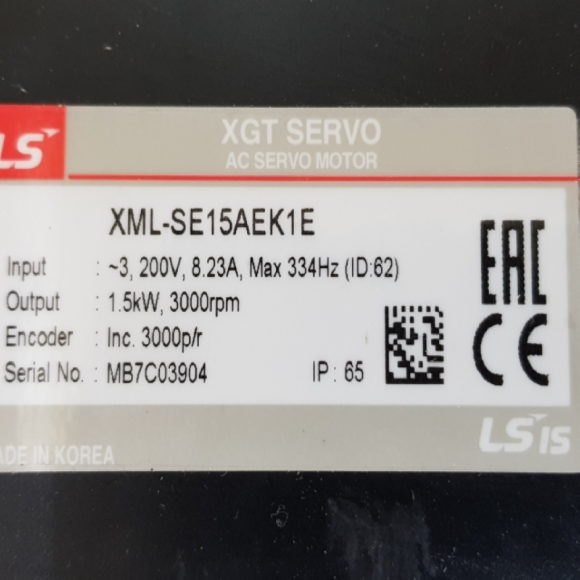 LS
XGT SERVO
AC SERVO MOTOR
XML-SE15AEK1E
Input : ~3, 200V, 8.23A, Max 334Hz (ID:62)
Output : 1.5kW, 3000rpm
Encoder : Inc. 3000p/r
Serial No. : MB7C03904 IP : 65
EAC
CE
LS IS
ADE IN KOREA